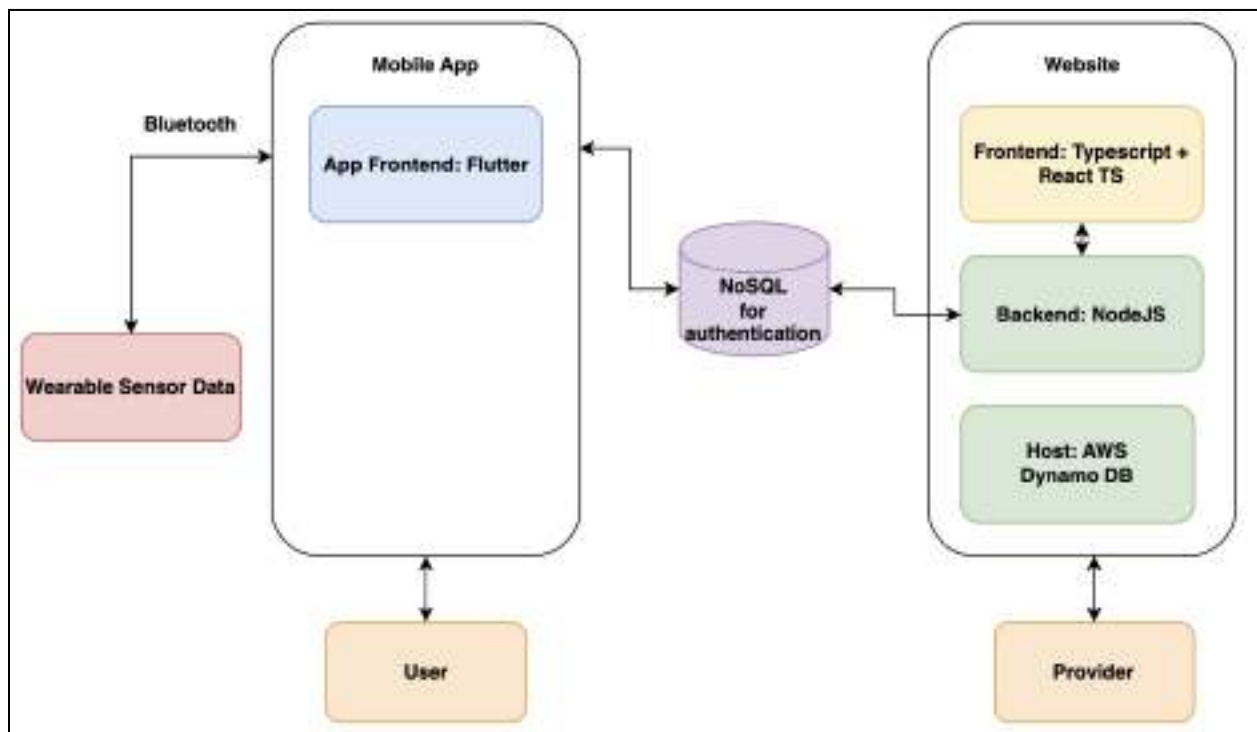 Mobile App
Website
Bluetooth
App Frontend: Flutter
Frontend: Typescript +
React TS
NoSQL
for
authentication
Backend: NodeJS
Wearable Sensor Data
Host: AWS
Dynamo DB
User
Provider